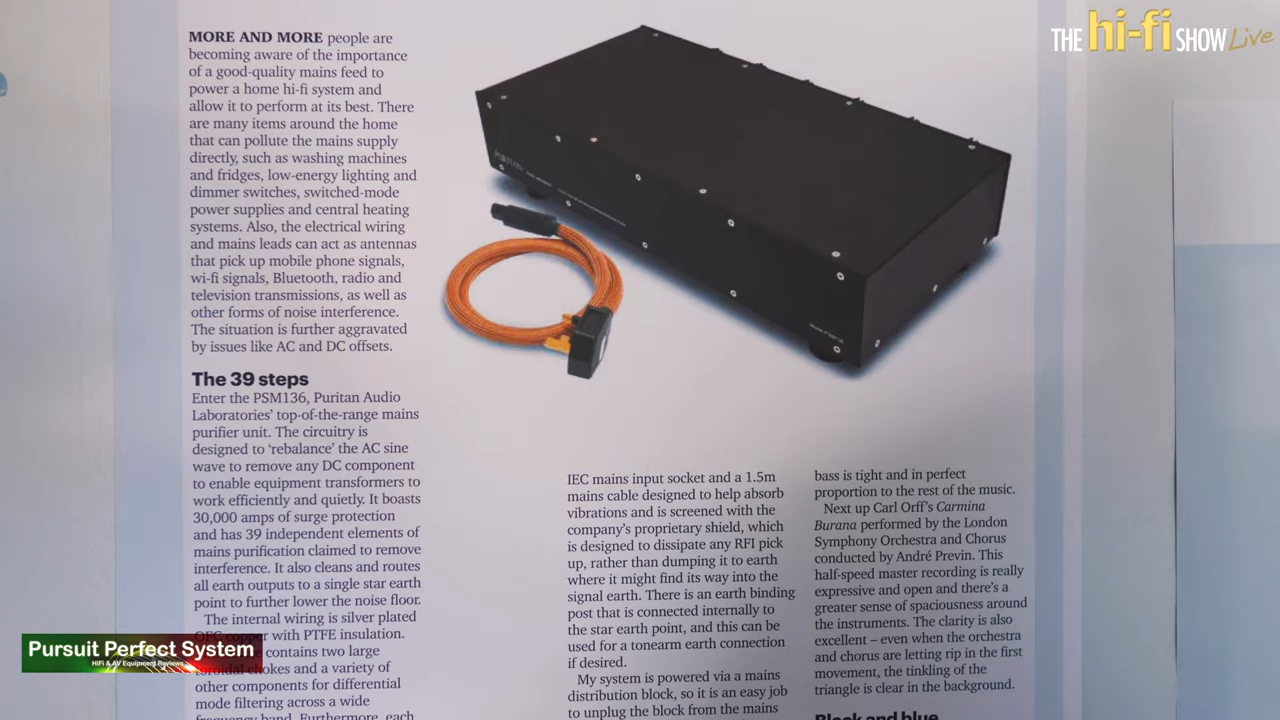 THE hi-fi SHOW Live
MORE AND MORE people are
becoming aware of the importance
of a good-quality mains feed to
power a home hi-fi system and
allow it to perform at its best. There
are many items around the home
that can pollute the mains supply
directly, such as washing machines
and fridges, low-energy lighting and
dimmer switches, switched-mode
power supplies and central heating
systems. Also, the electrical wiring
and mains leads can act as antennas
that pick up mobile phone signals,
wi-fi signals, Bluetooth, radio and
television transmissions, as well as
other forms of noise interference.
The situation is further aggravated
by issues like AC and DC offsets.
The 39 steps
Enter the PSM136, Puritan Audio
Laboratories' top-of-the-range mains
purifier unit. The circuitry is
designed to 'rebalance' the AC sine
wave to remove any DC component
to enable equipment transformers to
work efficiently and quietly. It boasts
30,000 amps of surge protection
and has 39 independent elements of
mains purification claimed to remove
interference. It also cleans and routes
all earth outputs to a single star earth
point to further lower the noise floor.
The internal wiring is silver plated
OFC copper with PTFE insulation.
contains two large
toroidal chokes and a variety of
other components for differential
mode filtering across a wide
frequency band. Furthermore, each
IEC mains input socket and a 1.5m
mains cable designed to help absorb
vibrations and is screened with the
company's proprietary shield, which
is designed to dissipate any RFI pick
up, rather than dumping it to earth
where it might find its way into the
signal earth. There is an earth binding
post that is connected internally to
the star earth point, and this can be
used for a tonearm earth connection
if desired.
My system is powered via a mains
distribution block, so it is an easy job
to unplug the block from the mains
bass is tight and in perfect
proportion to the rest of the music.
Next up Carl Orff's Carmina
Burana performed by the London
Symphony Orchestra and Chorus
conducted by André Previn. This
half-speed master recording is really
expressive and open and there's a
greater sense of spaciousness around
the instruments. The clarity is also
excellent – even when the orchestra
and chorus are letting rip in the first
movement, the tinkling of the
triangle is clear in the background.
Black and blue
PURITAN
Pursuit Perfect System
HiFi & AV Equipment Reviews